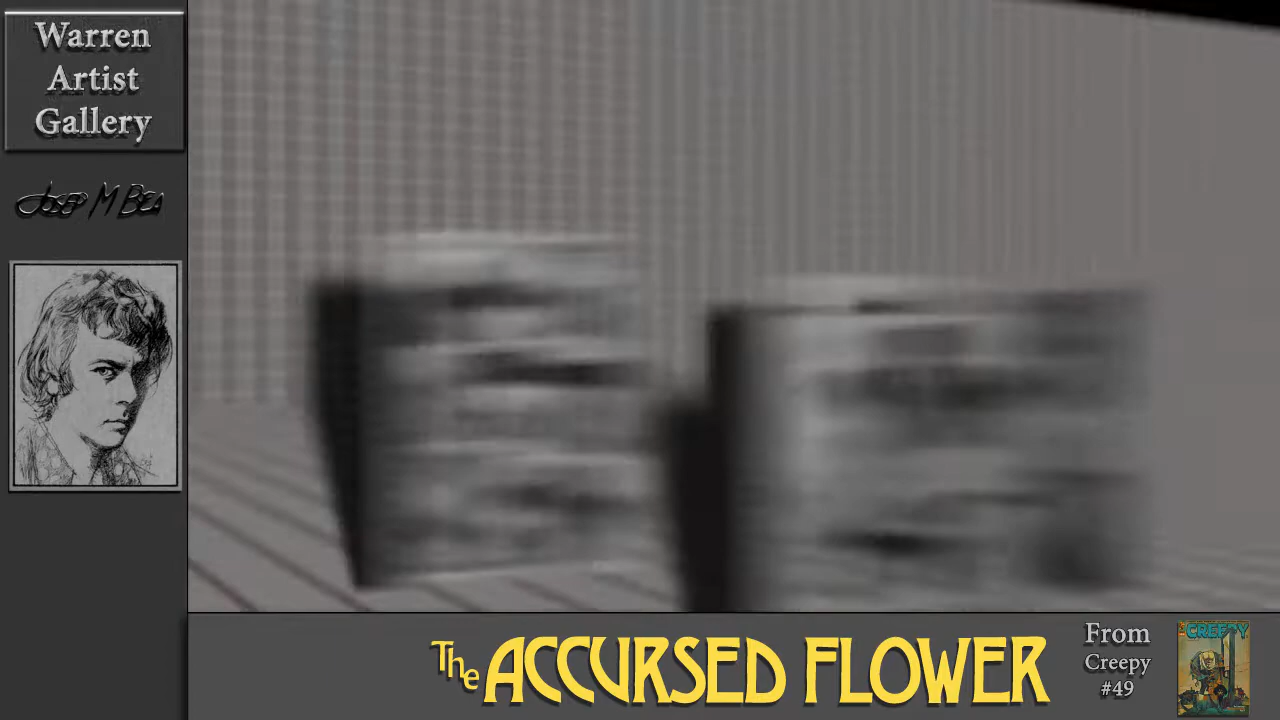 Warren
Artist
Gallery
Josep M Bea
The ACCURSED FLOWER
From
Creepy
#49
CREEPY